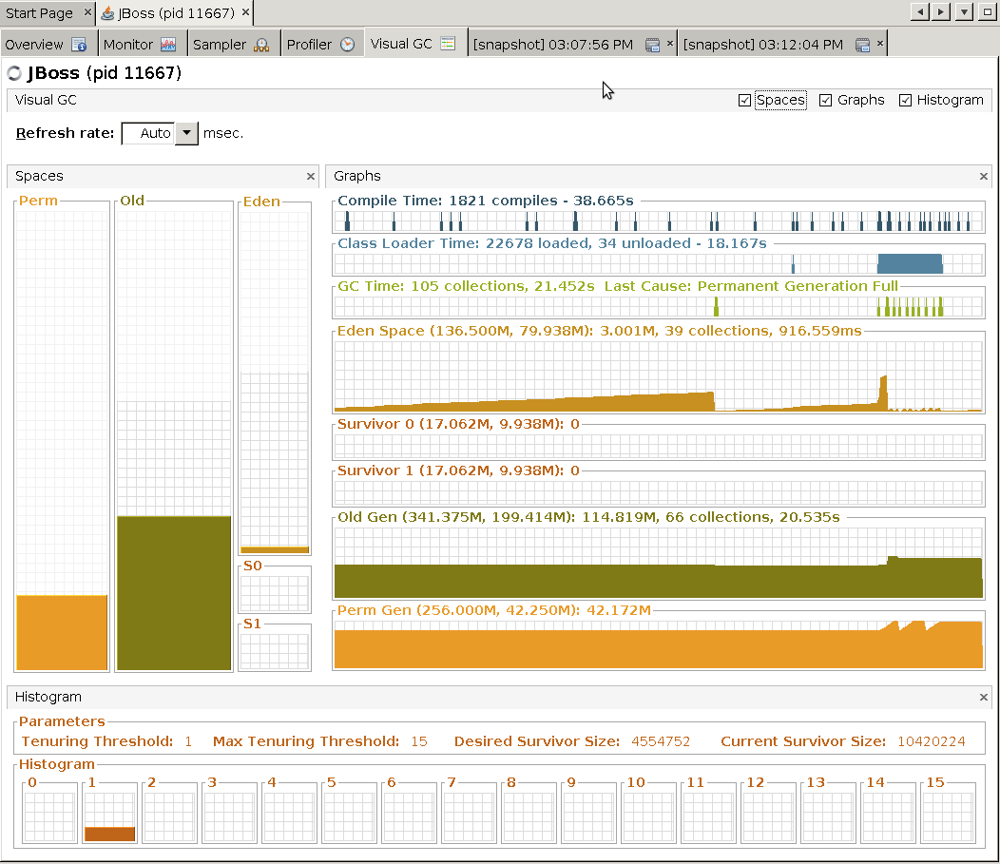 Start Page
JBoss (pid 11667)
Overview
Monitor
Sampler
Profiler
Visual GC
[snapshot] 03:07:56 PM
[snapshot] 03:12:04 PM
JBoss (pid 11667)
Visual GC
Spaces
Graphs
Histogram
Refresh rate: Auto msec.
Spaces
Perm
Old
Eden
S0
S1
Graphs
Compile Time: 1821 compiles - 38.665s
Class Loader Time: 22678 loaded, 34 unloaded - 18.167s
GC Time: 105 collections, 21.452s Last Cause: Permanent Generation Full
Eden Space (136.500M, 79.938M): 3.001M, 39 collections, 916.559ms
Survivor 0 (17.062M, 9.938M): 0
Survivor 1 (17.062M, 9.938M): 0
Old Gen (341.375M, 199.414M): 114.819M, 66 collections, 20.535s
Perm Gen (256.000M, 42.250M): 42.172M
Histogram
Parameters
Tenuring Threshold: 1 Max Tenuring Threshold: 15 Desired Survivor Size: 4554752 Current Survivor Size: 10420224
Histogram
0 1 2 3 4 5 6 7 8 9 10 11 12 13 14 15